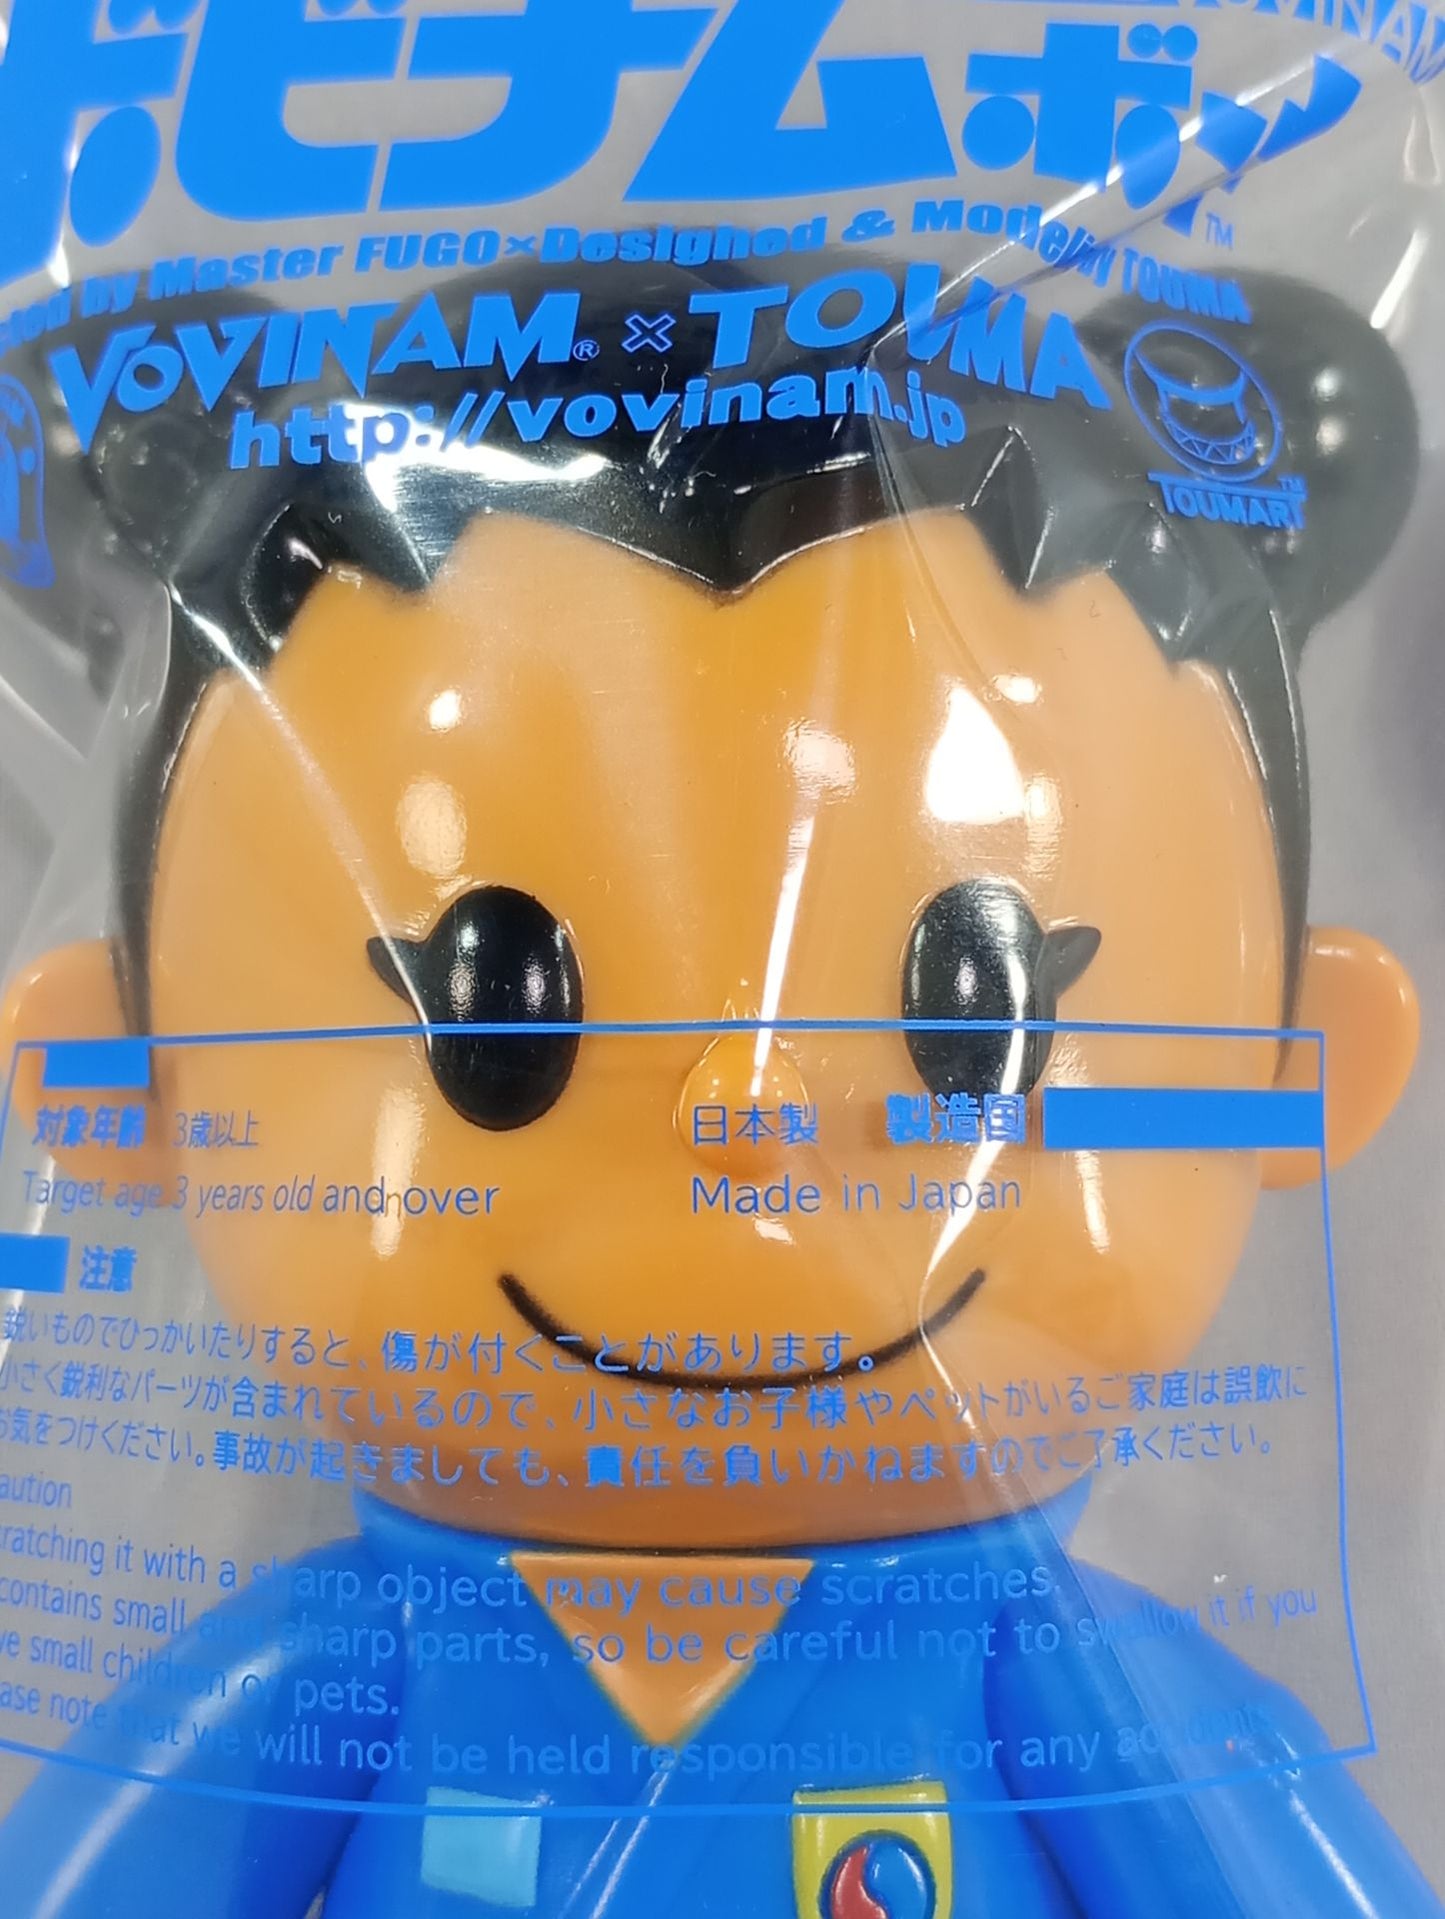 ボビナムボーイ
VOVINAM
by Master FUGO×Designed & Model by TOUMA
TM
VOVINAM® × TOUMA
http://vovinam.jp
TOUMART TM
対象年齢 3歳以上
Target age 3 years old and over
日本製 製造国
Made in Japan
注意
鋭いものでひっかいたりすると、傷が付くことがあります。
小さく鋭利なパーツが含まれているので、小さなお子様やペットがいるご家庭は誤飲に
お気をつけください。事故が起きましても、責任を負いかねますのでご了承ください。
aution
ratching it with a sharp object may cause scratches.
contains small and sharp parts, so be careful not to swallow it if you
ve small children or pets.
ase note that we will not be held responsible for any accidents.